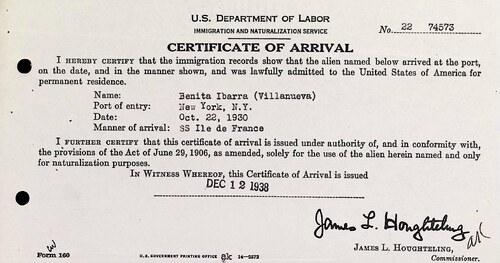 U.S. DEPARTMENT OF LABOR
IMMIGRATION AND NATURALIZATION SERVICE
No. 22 74573
CERTIFICATE OF ARRIVAL
I HEREBY CERTIFY that the immigration records show that the alien named below arrived at the port,
on the date, and in the manner shown, and was lawfully admitted to the United States of America for
permanent residence.
Name: Benita Ibarra (Villanueva)
Port of entry: New York, N.Y.
Date: Oct. 22, 1930
Manner of arrival: SS Ile de France
I FURTHER CERTIFY that this certificate of arrival is issued under authority of, and in conformity with,
the provisions of the Act of June 29, 1906, as amended, solely for the use of the alien herein named and only
for naturalization purposes.
IN WITNESS WHEREOF, this Certificate of Arrival is issued
DEC 12 1938
James L. Houghteling
JAMES L. HOUGHTELING,
Commissioner.
Form 160
U.S. GOVERNMENT PRINTING OFFICE